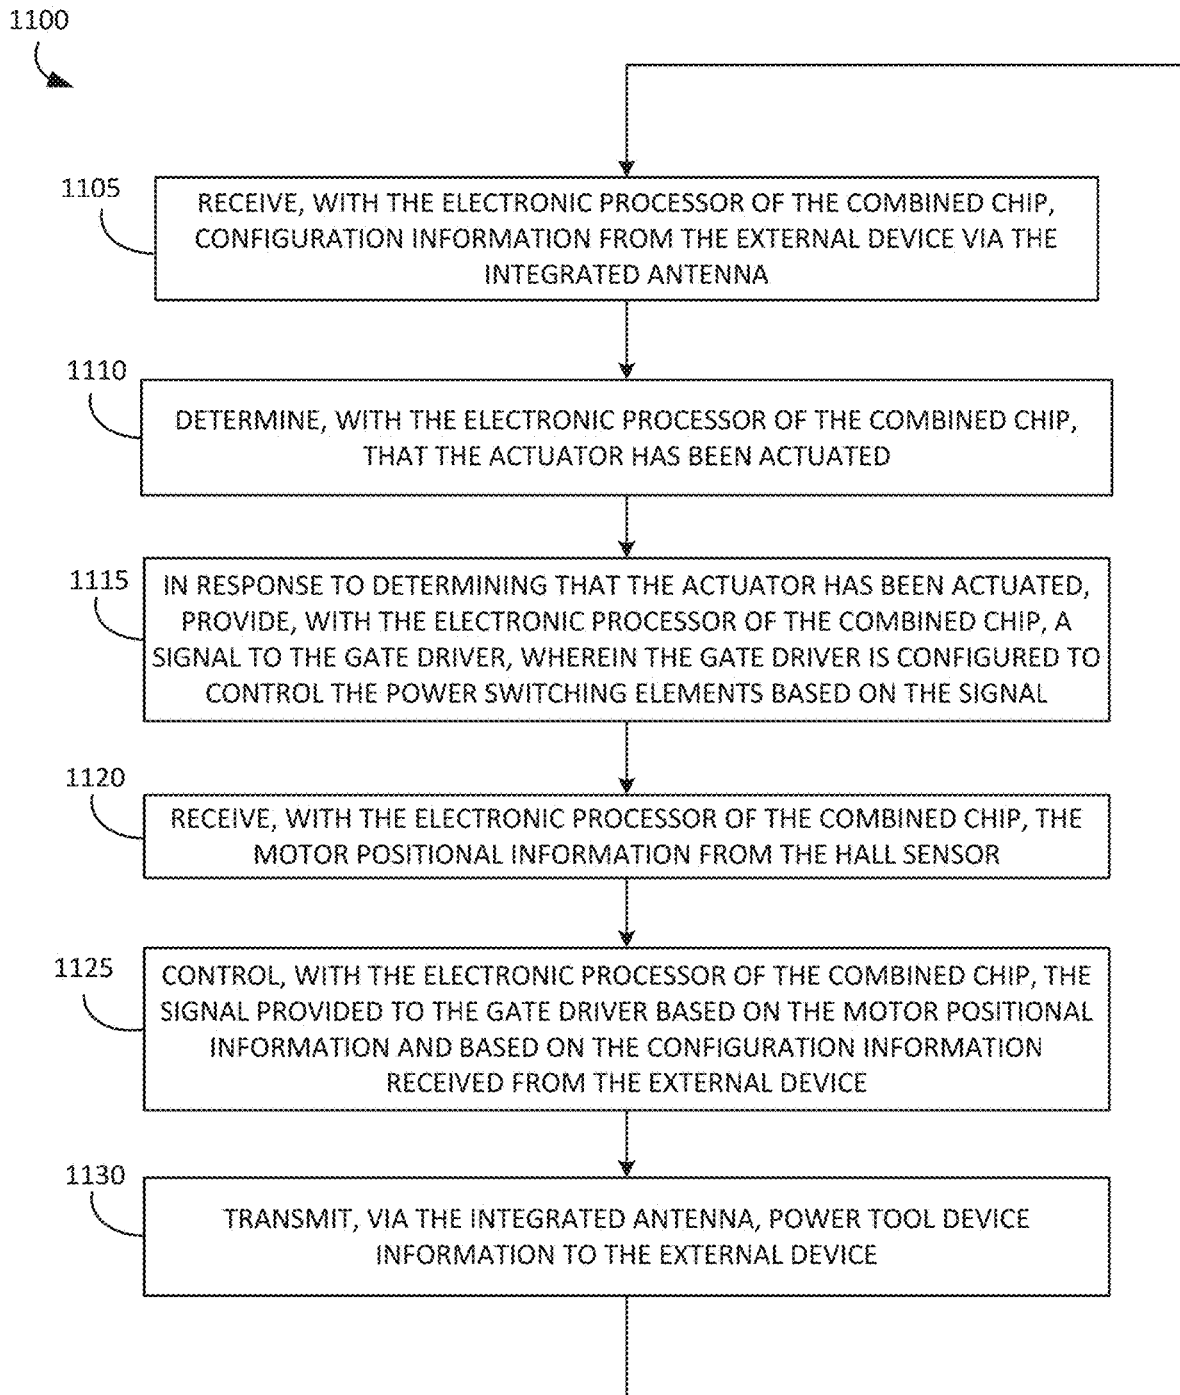 1100
1105
RECEIVE, WITH THE ELECTRONIC PROCESSOR OF THE COMBINED CHIP,
CONFIGURATION INFORMATION FROM THE EXTERNAL DEVICE VIA THE
INTEGRATED ANTENNA
1110
DETERMINE, WITH THE ELECTRONIC PROCESSOR OF THE COMBINED CHIP,
THAT THE ACTUATOR HAS BEEN ACTUATED
1115
IN RESPONSE TO DETERMINING THAT THE ACTUATOR HAS BEEN ACTUATED,
PROVIDE, WITH THE ELECTRONIC PROCESSOR OF THE COMBINED CHIP, A
SIGNAL TO THE GATE DRIVER, WHEREIN THE GATE DRIVER IS CONFIGURED TO
CONTROL THE POWER SWITCHING ELEMENTS BASED ON THE SIGNAL
1120
RECEIVE, WITH THE ELECTRONIC PROCESSOR OF THE COMBINED CHIP, THE
MOTOR POSITIONAL INFORMATION FROM THE HALL SENSOR
1125
CONTROL, WITH THE ELECTRONIC PROCESSOR OF THE COMBINED CHIP, THE
SIGNAL PROVIDED TO THE GATE DRIVER BASED ON THE MOTOR POSITIONAL
INFORMATION AND BASED ON THE CONFIGURATION INFORMATION
RECEIVED FROM THE EXTERNAL DEVICE
1130
TRANSMIT, VIA THE INTEGRATED ANTENNA, POWER TOOL DEVICE
INFORMATION TO THE EXTERNAL DEVICE